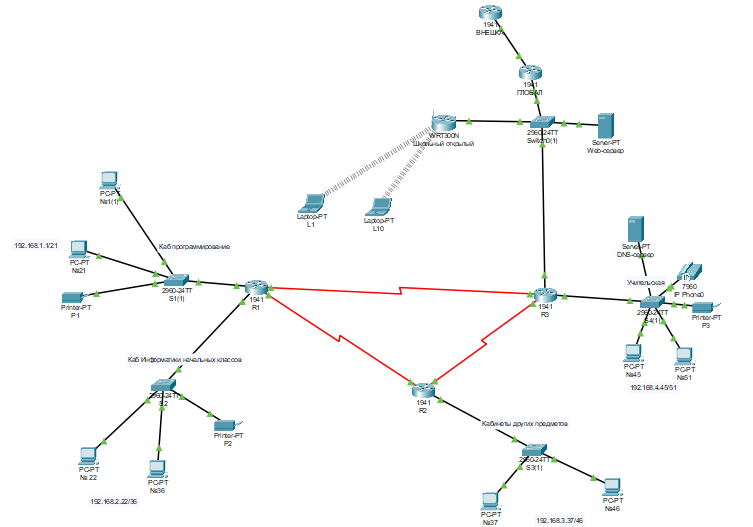 1941
ВНЕШКА
1941
ГЛОБАЛ
WRT300N
Школьный открытый
2960-24TT
Switch0(1)
Server-PT
Web-сервер
Laptop-PT
L1
Laptop-PT
L10
PC-PT
№1(1)
Каб программирование
192.168.1.1/21
PC-PT
№21
Printer-PT
P1
2960-24TT
S1(1)
1941
R1
Server-PT
DNS-сервер
Учительская
IP
7960
IP Phone0
2960-24TT
S4(1)
Printer-PT
P3
1941
R3
PC-PT
№45
PC-PT
№51
192.168.4.45/51
Каб Информатики начальных классов
2960-24TT
S2
Printer-PT
P2
PC-PT
№ 22
PC-PT
№36
192.168.2.22/36
1941
R2
Кабинеты других предметов
2960-24TT
S3(1)
PC-PT
№37
PC-PT
№46
192.168.3.37/46